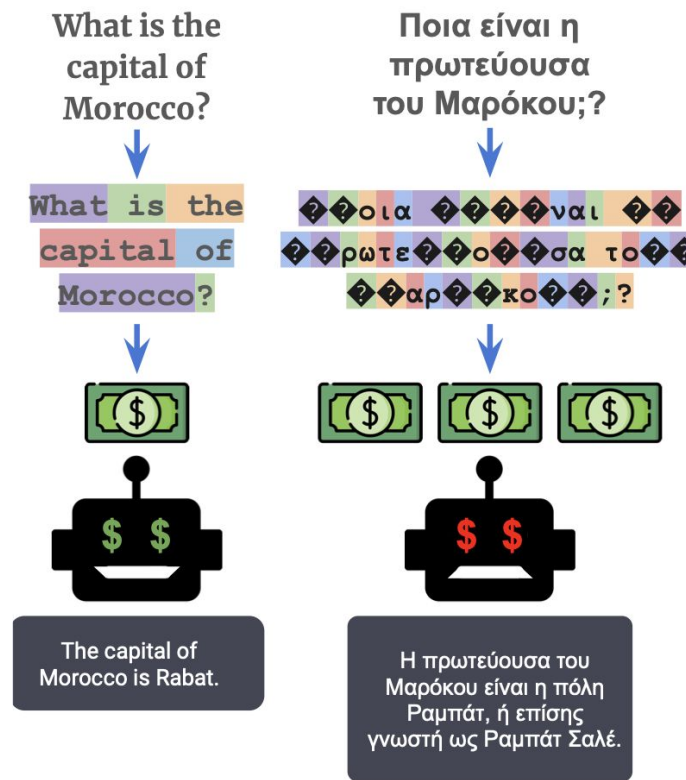 What is the
capital of
Morocco?
What is the
capital of
Morocco?
The capital of
Morocco is Rabat.
Ποια είναι η
πρωτεύουσα
του Μαρόκου;?
��οια ����ναι ��
��ρωτε��ο��σα το��
��αρ��κο��;?
Η πρωτεύουσα του
Μαρόκου είναι η πόλη
Ραμπάτ, ή επίσης
γνωστή ως Ραμπάτ Σαλέ.